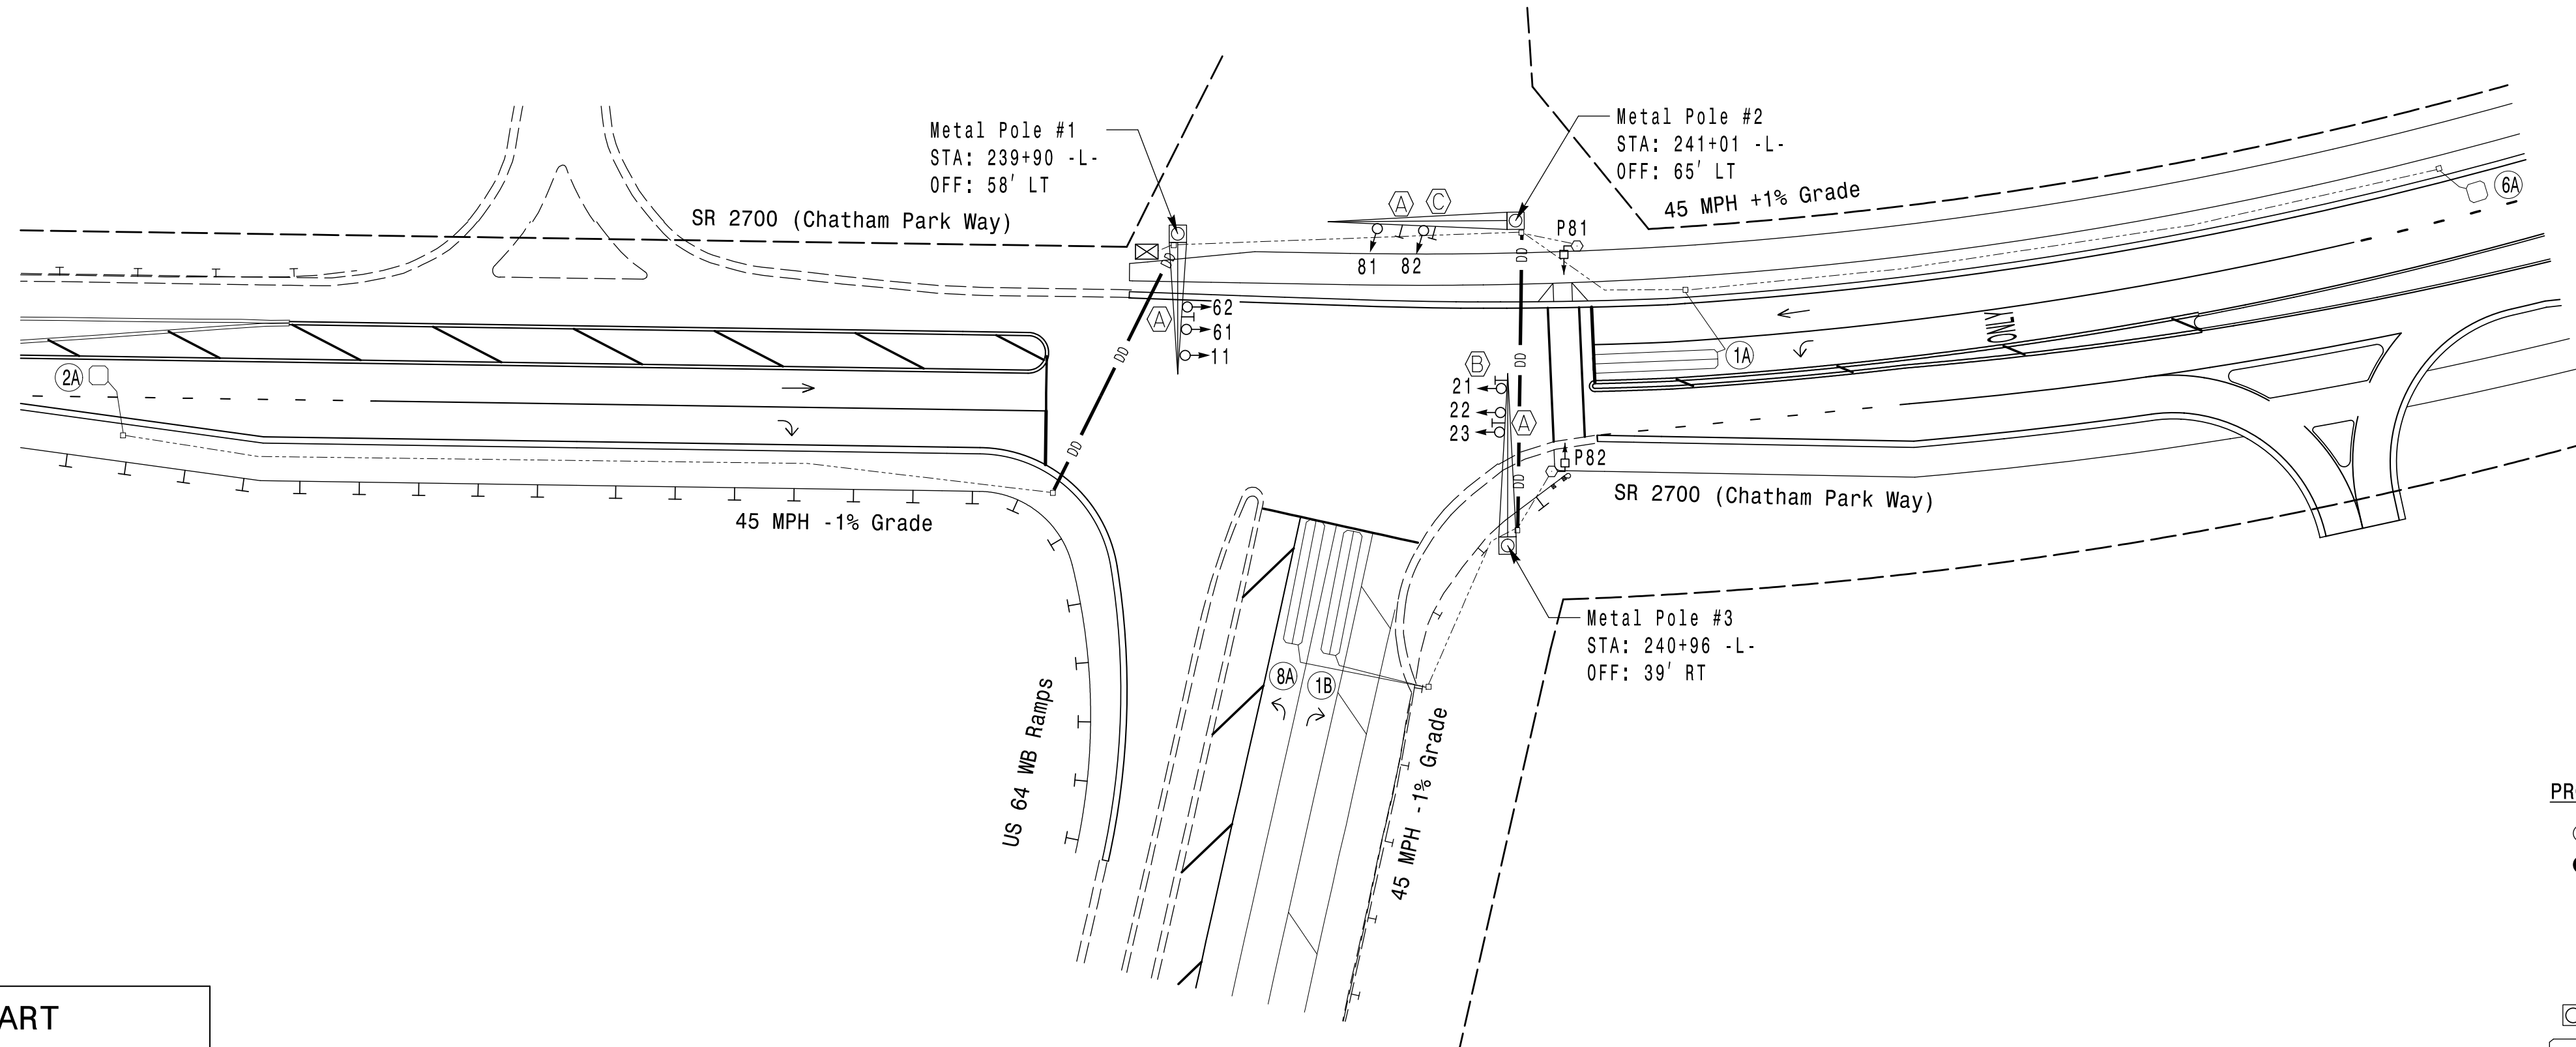 Metal Pole #1
STA: 239+90 -L-
OFF: 58' LT
Metal Pole #2
STA: 241+01 -L-
OFF: 65' LT
SR 2700 (Chatham Park Way)
45 MPH +1% Grade
6A
A
C
P81
81
82
A
62
61
11
ONLY
1A
2A
B
21
22
23
A
P82
SR 2700 (Chatham Park Way)
45 MPH -1% Grade
Metal Pole #3
STA: 240+96 -L-
OFF: 39' RT
8A
1B
US 64 WB Ramps
45 MPH -1% Grade
PR
ART